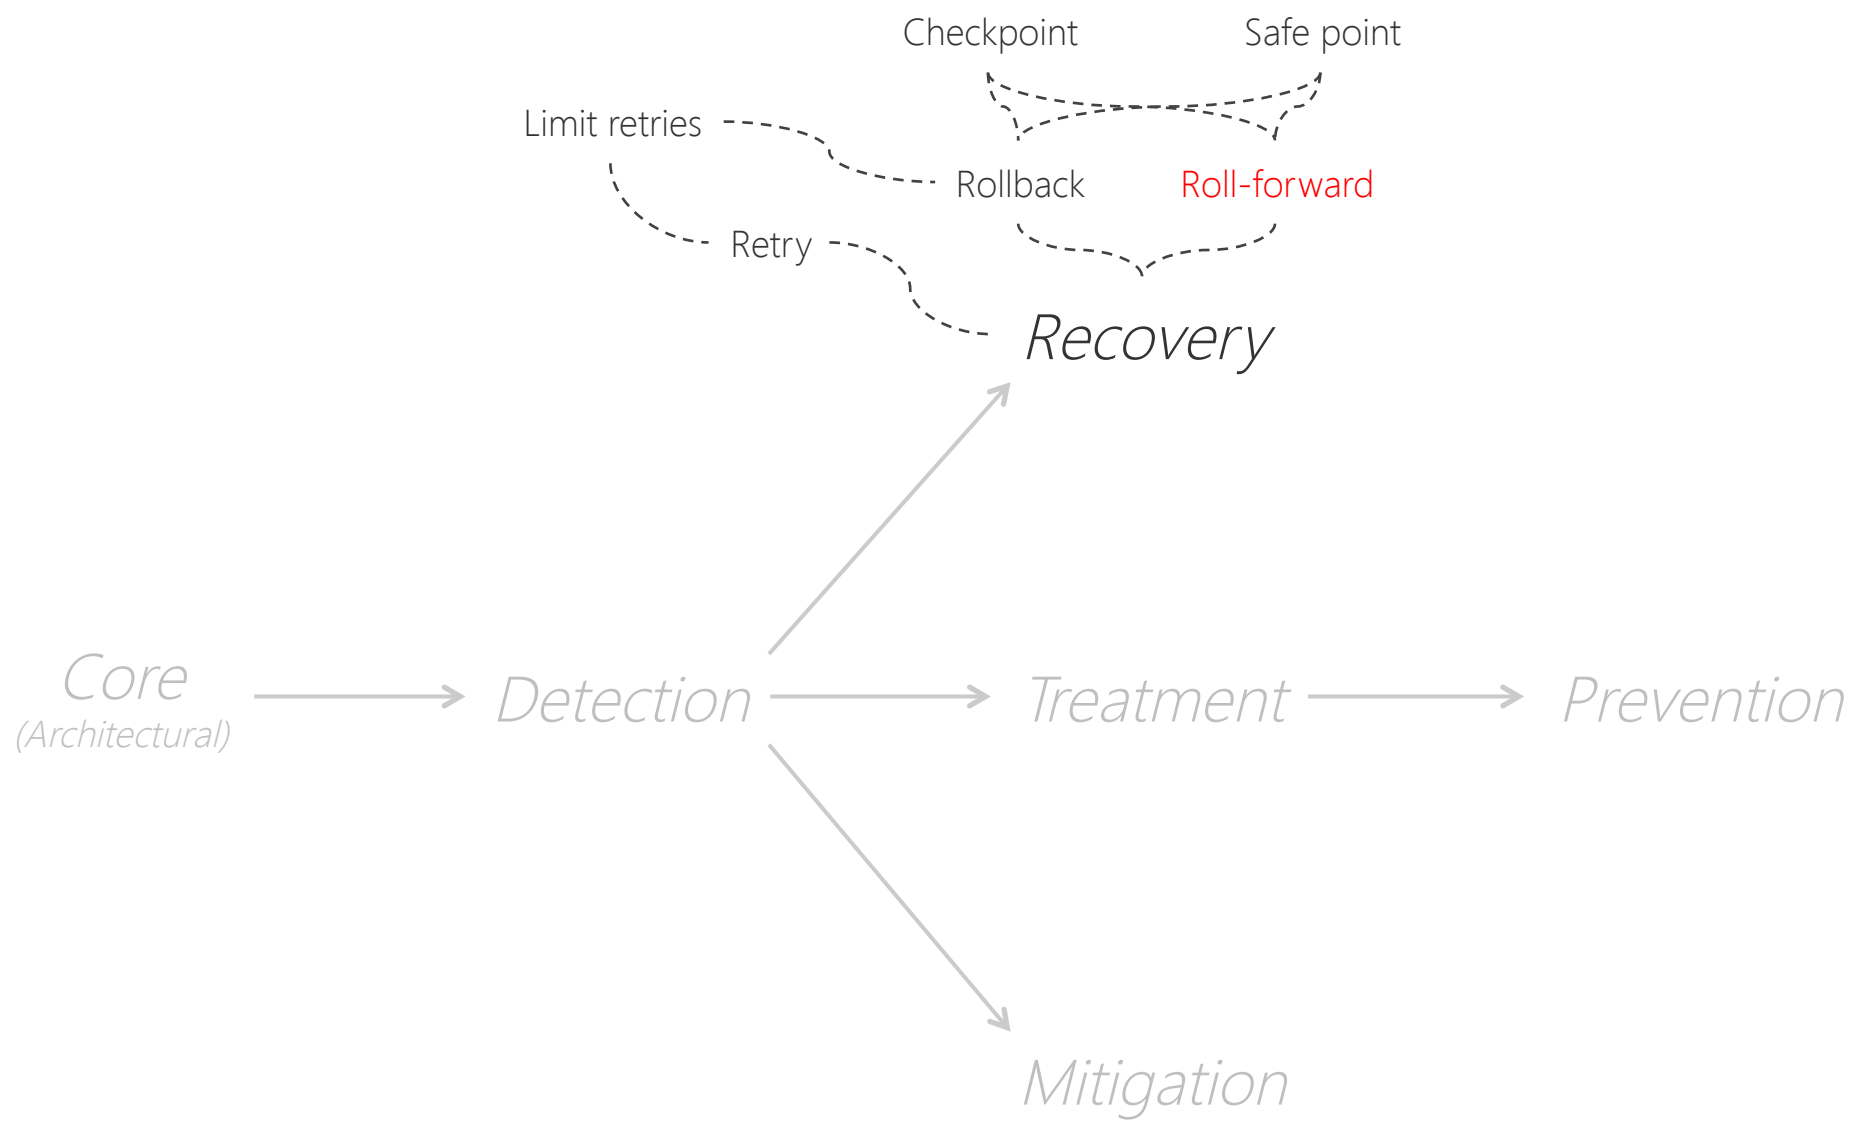 Checkpoint
Safe point
Limit retries
Rollback
Roll-forward
Retry
Recovery
Core
(Architectural)
Detection
Treatment
Prevention
Mitigation